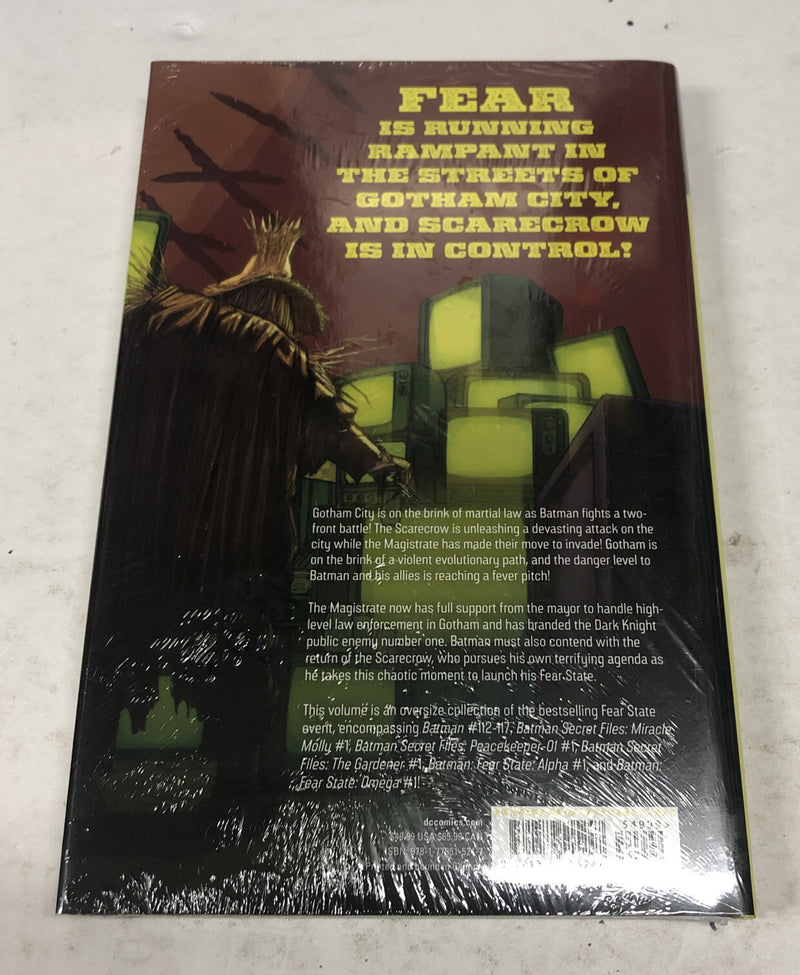 FEAR
IS RUNNING
RAMPANT IN
THE STREETS OF
GOTHAM CITY,
AND SCARECROW
IS IN CONTROL!
Gotham City is on the brink of martial law as Batman fights a two-
front battle! The Scarecrow is unleashing a devasting attack on the
city while the Magistrate has made their move to invade! Gotham is
on the brink of a violent evolutionary path, and the danger level to
Batman and his allies is reaching a fever pitch!
The Magistrate now has full support from the mayor to handle high-
level law enforcement in Gotham and has branded the Dark Knight
public enemy number one. Batman must also contend with the
return of the Scarecrow, who pursues his own terrifying agenda as
he takes this chaotic moment to launch his Fear State.
This volume is an oversize collection of the bestselling Fear State
event, encompassing Batman #112-117, Batman Secret Files: Miracle
Molly #1, Batman Secret Files: Peacekeeper-01 #1, Batman Secret
Files: The Gardener #1, Batman: Fear State: Alpha #1, and Batman:
Fear State: Omega #1!
dccomics.com
USA
ISBN:
Printed and bound in